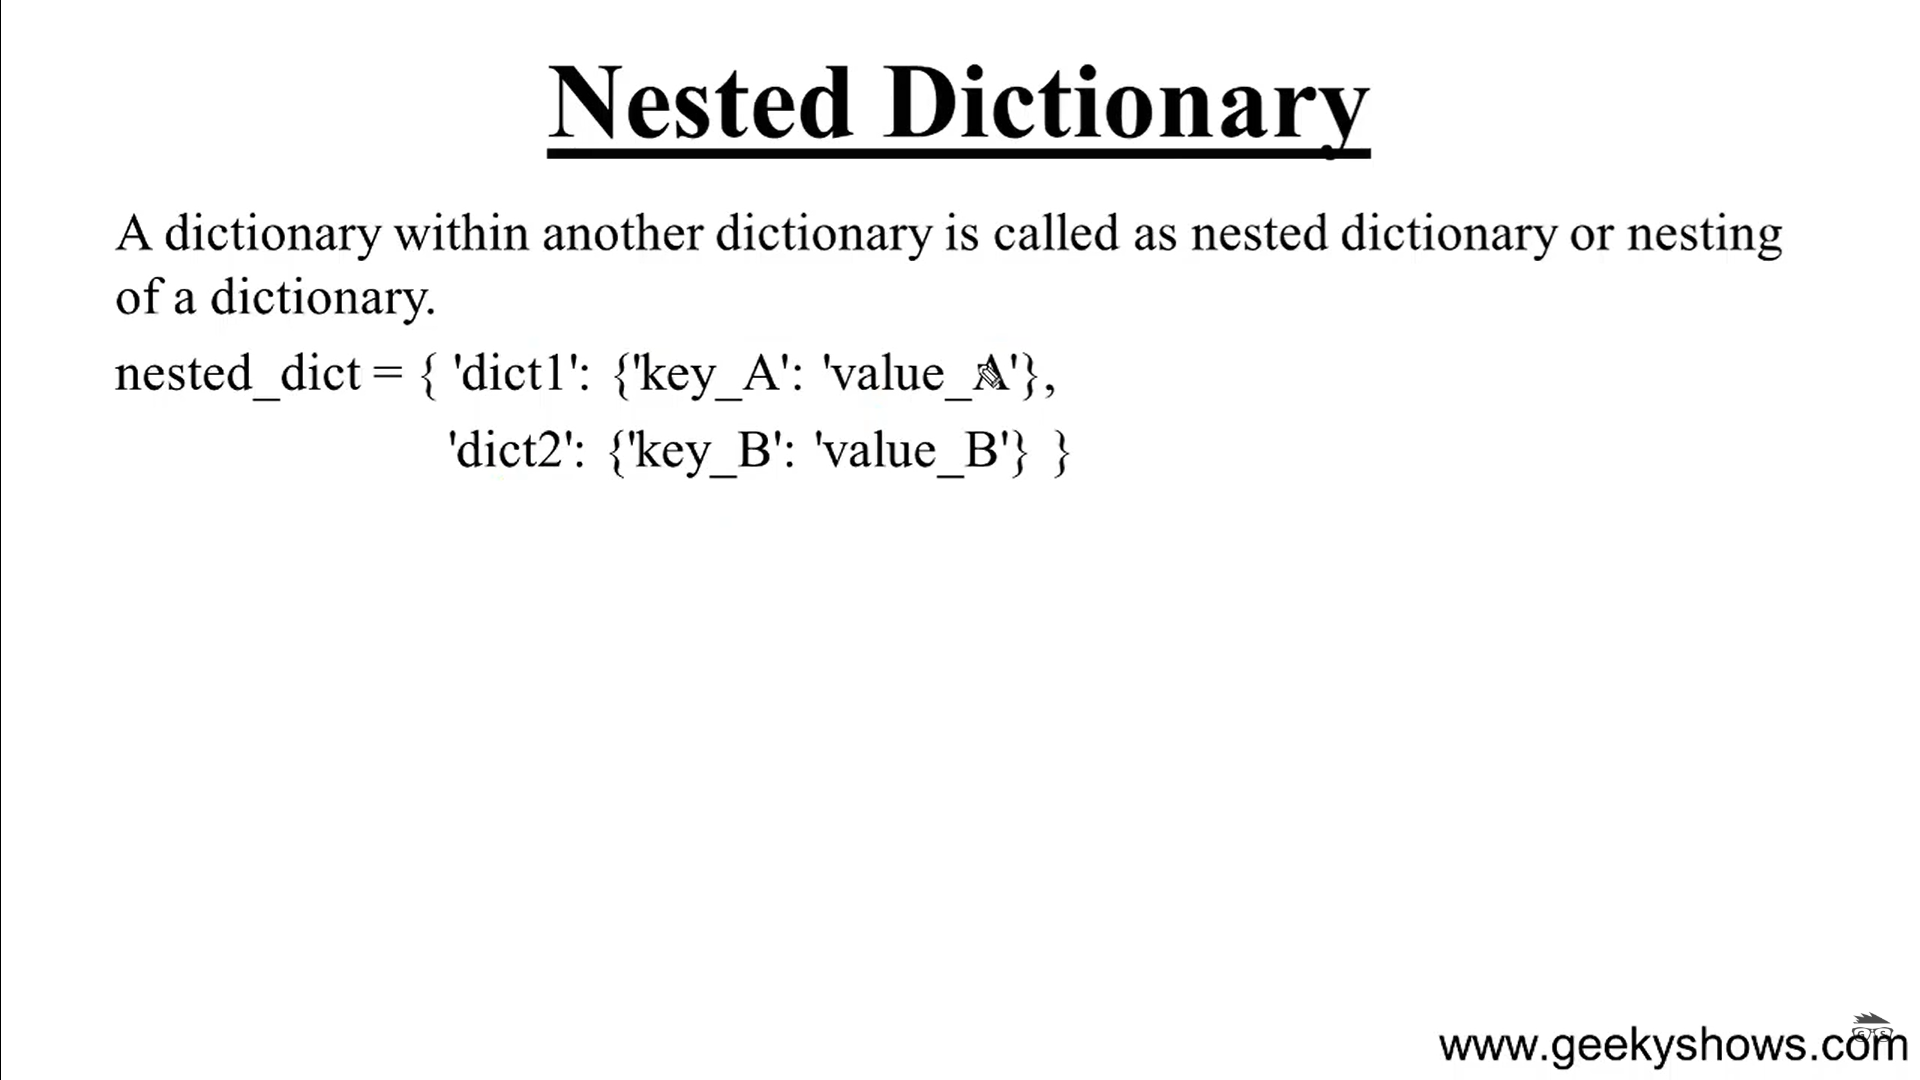 Nested Dictionary
A dictionary within another dictionary is called as nested dictionary or nesting
of a dictionary.
nested_dict = { 'dict1': {'key_A': 'value_A'},
'dict2': {'key_B': 'value_B'} }
www.geekyshows.com